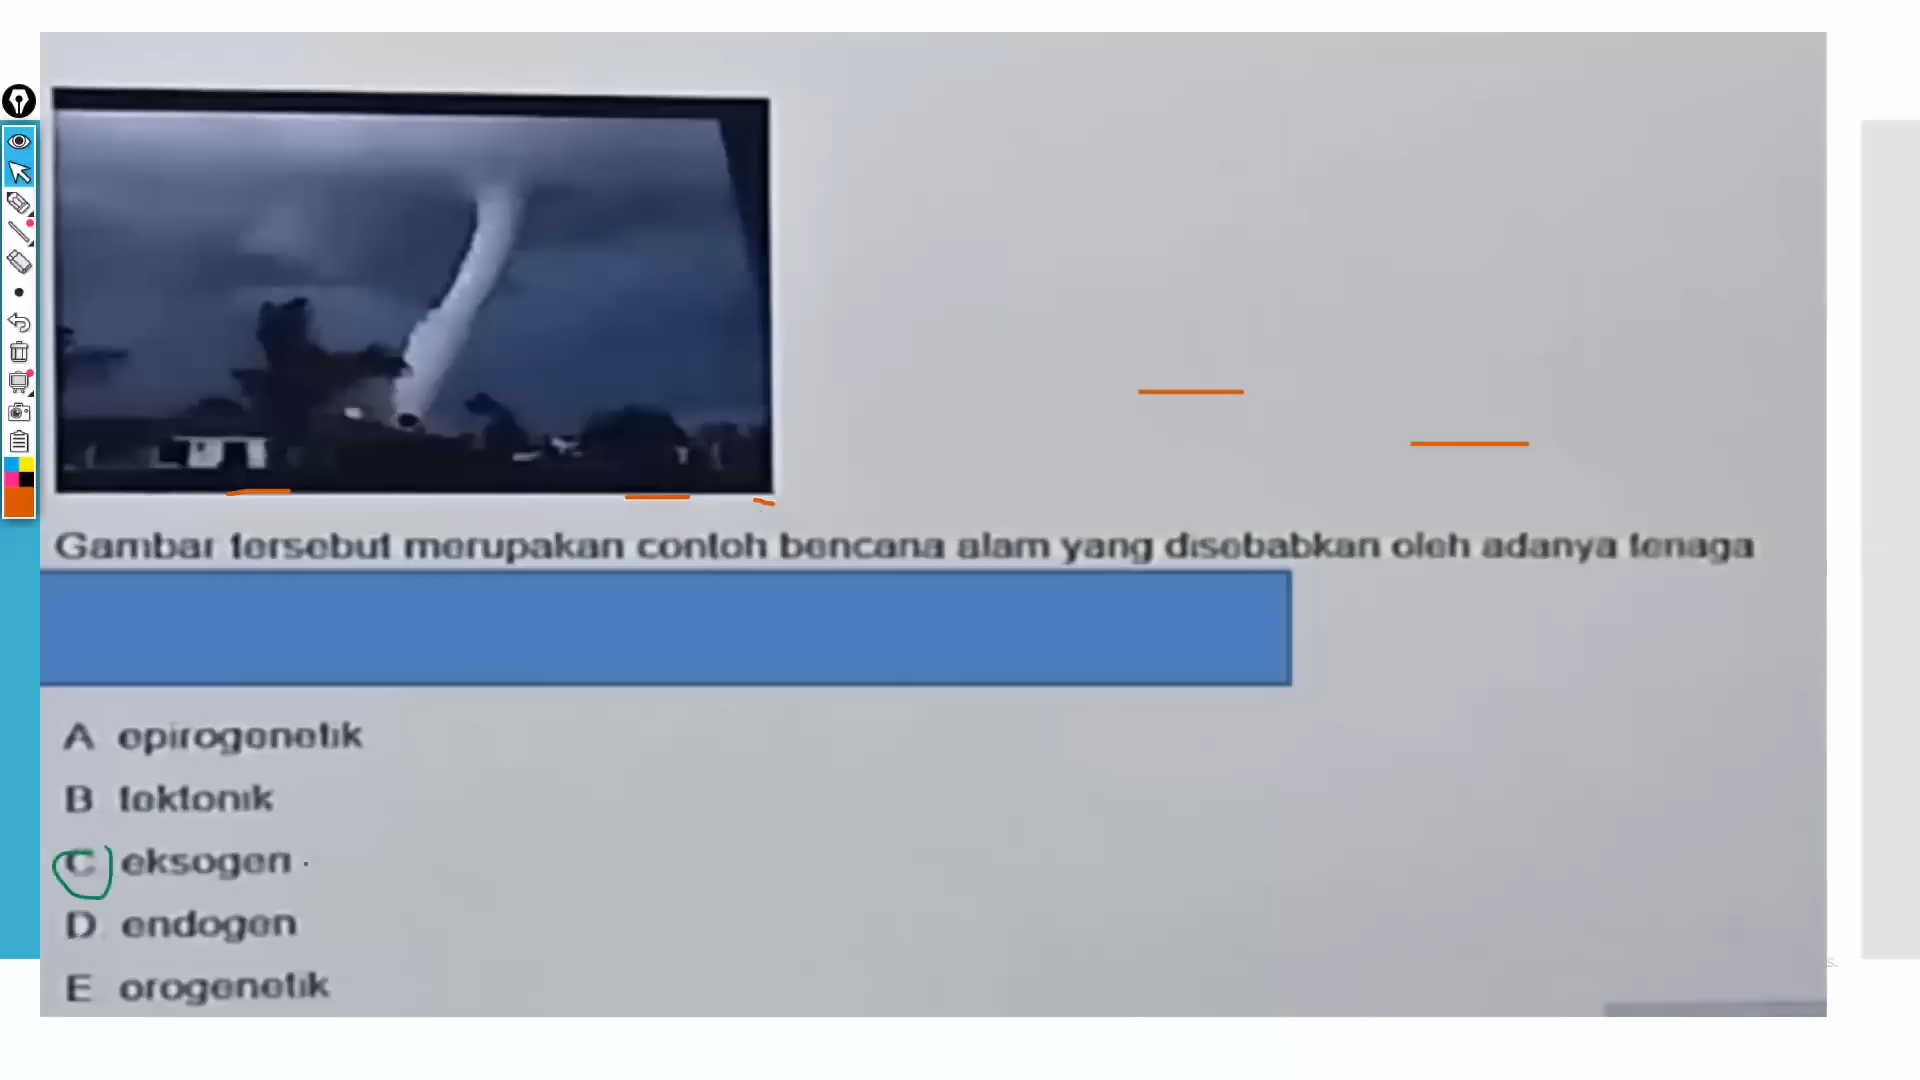 Gambar tersebut merupakan contoh bencana alam yang disebabkan oleh adanya tenaga
A epirogenetik
B tektonik
C eksogen
D endogen
E orogenetik
s.